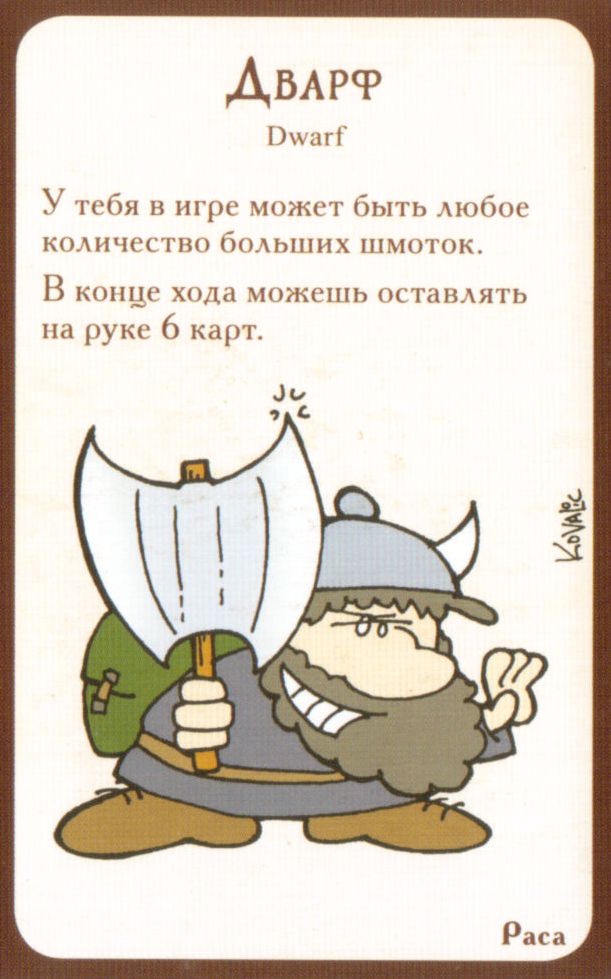 Дварф
Dwarf
У тебя в игре может быть любое
количество больших шмоток.
В конце хода можешь оставлять
на руке 6 карт.
Kovalic
Раса